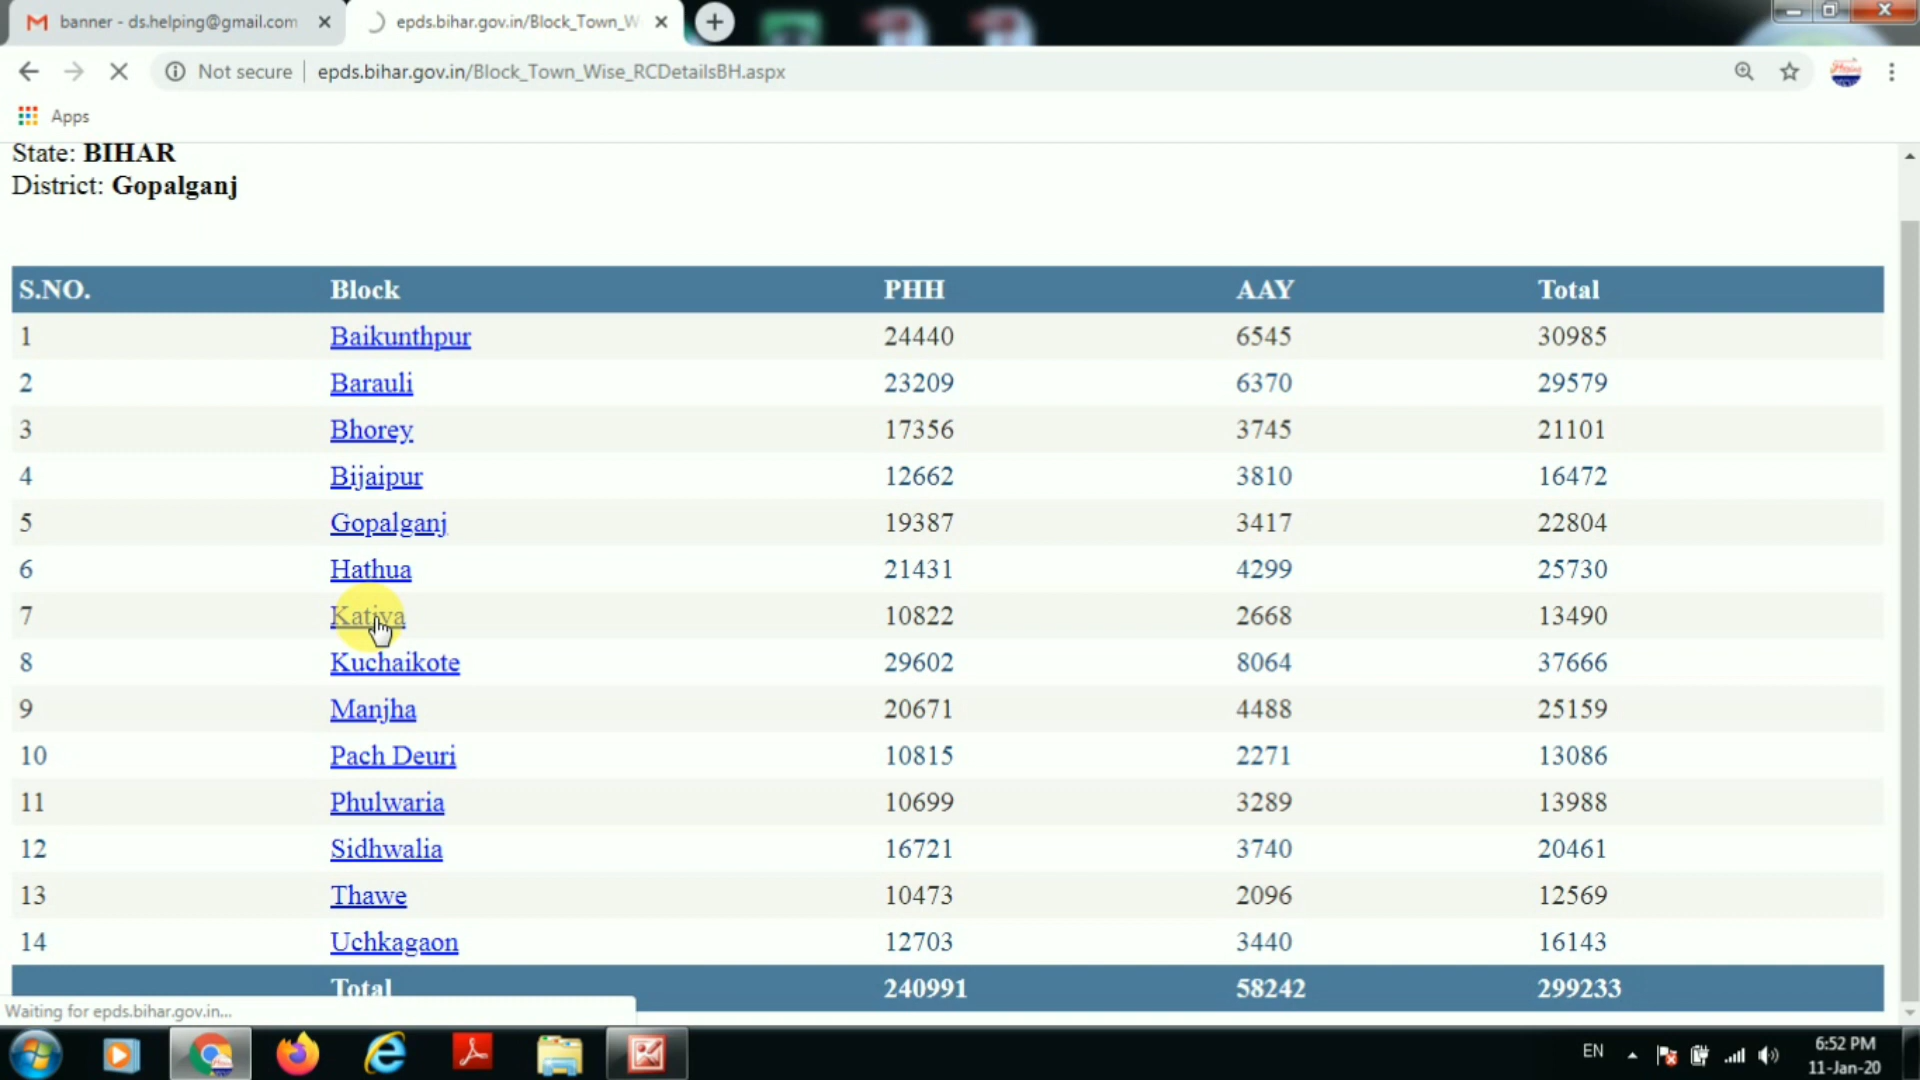 banner - ds.helping@gmail.com
epds.bihar.gov.in/Block_Town_W
Not secure
epds.bihar.gov.in/Block_Town_Wise_RCDetailsBH.aspx
Apps
State: BIHAR
District: Gopalganj
S.NO. Block PHH AAY Total
1 Baikunthpur 24440 6545 30985
2 Barauli 23209 6370 29579
3 Bhorey 17356 3745 21101
4 Bijaipur 12662 3810 16472
5 Gopalganj 19387 3417 22804
6 Hathua 21431 4299 25730
7 Katiya 10822 2668 13490
8 Kuchaikote 29602 8064 37666
9 Manjha 20671 4488 25159
10 Pach Deuri 10815 2271 13086
11 Phulwaria 10699 3289 13988
12 Sidhwalia 16721 3740 20461
13 Thawe 10473 2096 12569
14 Uchkagaon 12703 3440 16143
Total 240991 58242 299233
Waiting for epds.bihar.gov.in...
EN
6:52 PM
11-Jan-20